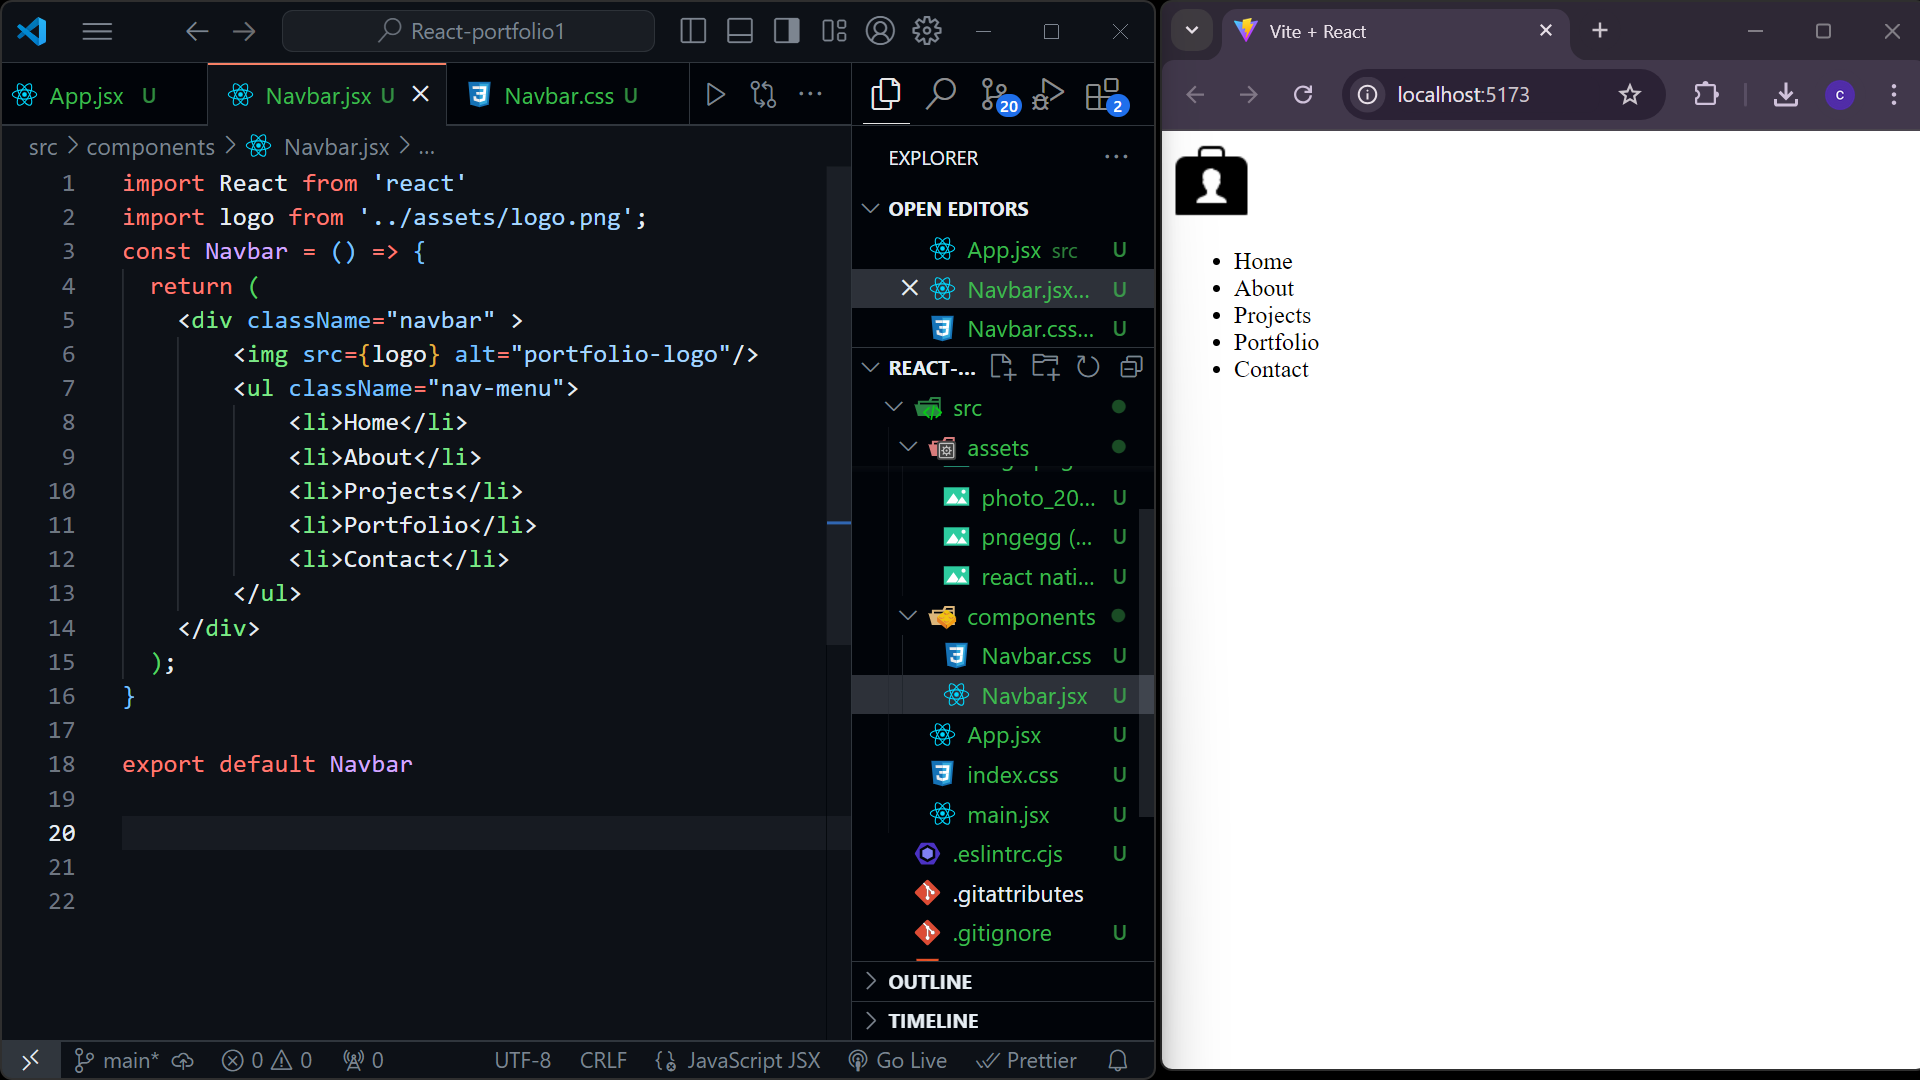 React-portfolio1
App.jsx U
Navbar.jsx U
Navbar.css U
src > components > Navbar.jsx > ...
1 import React from 'react'
2 import logo from '../assets/logo.png';
3 const Navbar = () => {
4 return (
5 <div className="navbar" >
6 <img src={logo} alt="portfolio-logo"/>
7 <ul className="nav-menu">
8 <li>Home</li>
9 <li>About</li>
10 <li>Projects</li>
11 <li>Portfolio</li>
12 <li>Contact</li>
13 </ul>
14 </div>
15 );
16 }
17
18 export default Navbar
19
20
21
22
20
2
EXPLORER
OPEN EDITORS
App.jsx src U
Navbar.jsx... U
Navbar.css... U
REACT-...
src
assets
photo_20... U
pngegg (... U
react nati... U
components
Navbar.css U
Navbar.jsx U
App.jsx U
index.css U
main.jsx U
.eslintrc.cjs U
.gitattributes
.gitignore U
OUTLINE
TIMELINE
main* 0 0 0 UTF-8 CRLF JavaScript JSX Go Live Prettier
Vite + React
localhost:5173
c
Home
About
Projects
Portfolio
Contact